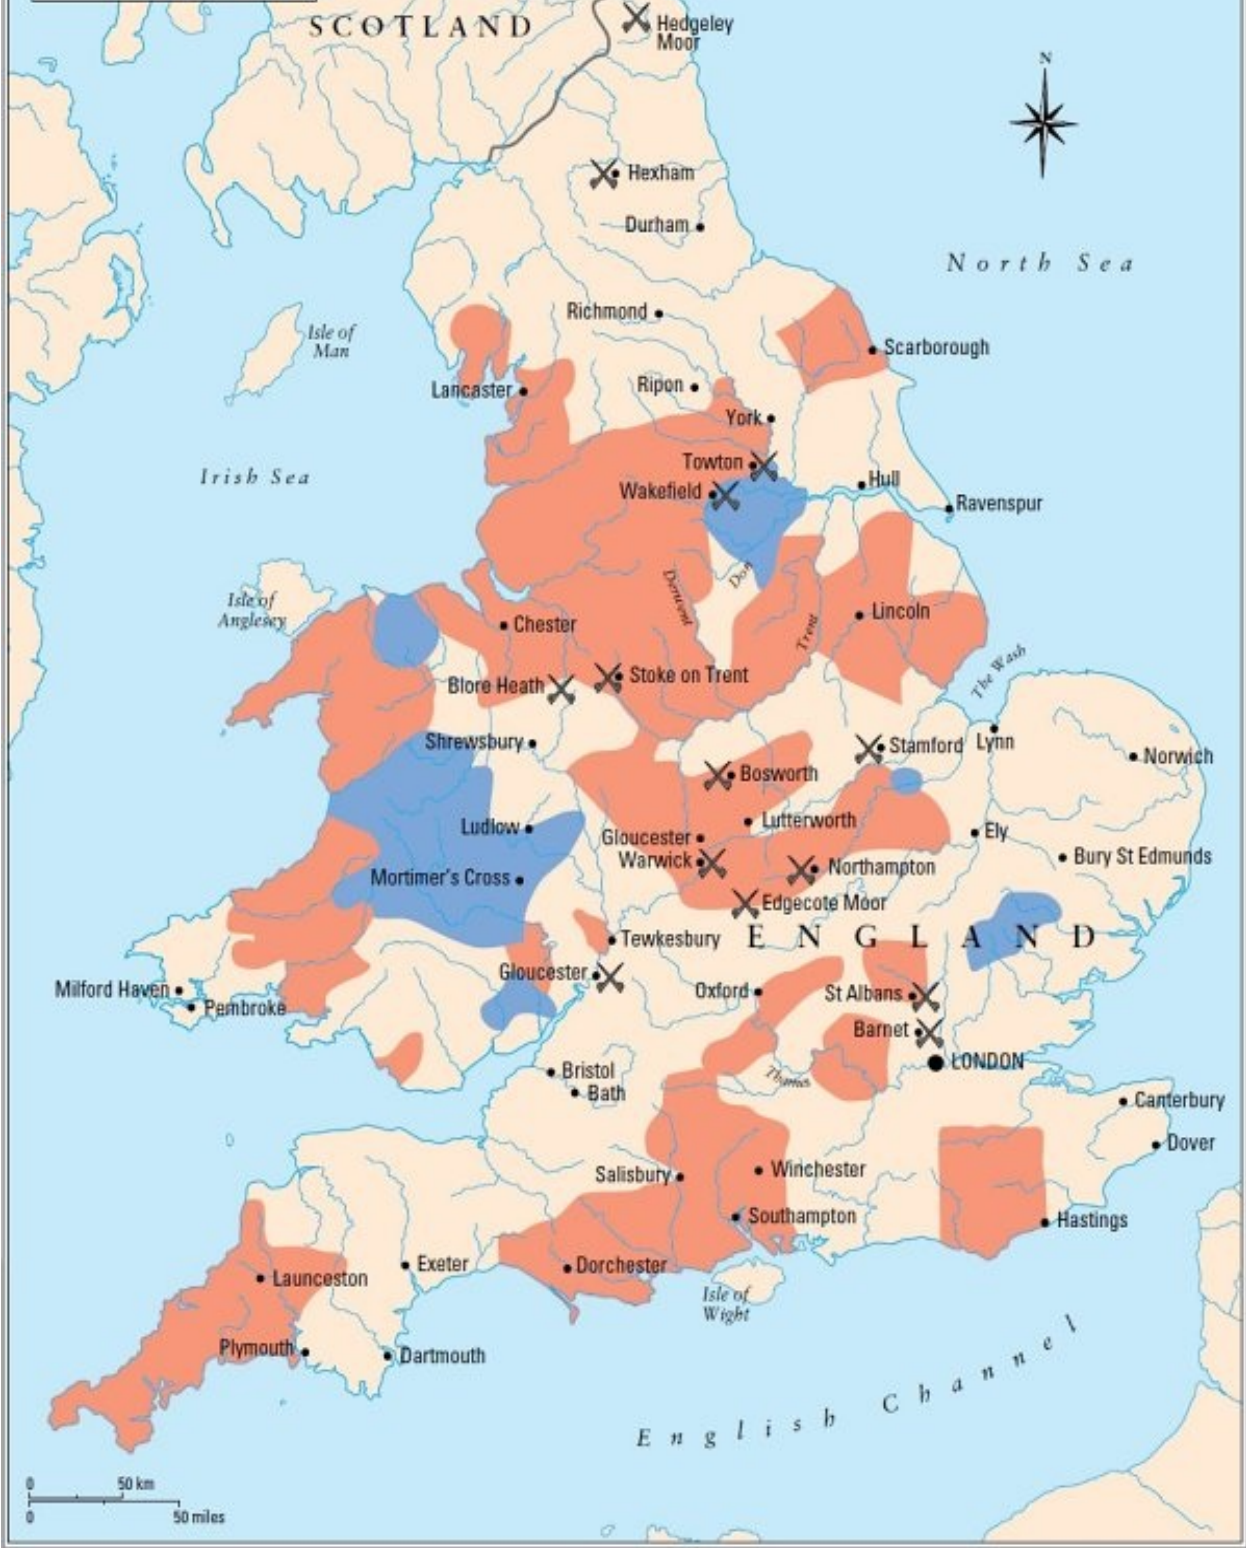 SCOTLAND
Hedgeley
Moor
N
Hexham
Durham
North Sea
Richmond
Isle of
Man
Scarborough
Lancaster
Ripon
York
Towton
Irish Sea
Wakefield
Hull
Ravenspur
Don
Derwent
Isle of
Anglesey
Chester
Trent
Lincoln
The Wash
Blore Heath
Stoke on Trent
Shrewsbury
Stamford
Lynn
Norwich
Bosworth
Ludlow
Lutterworth
Gloucester
Ely
Warwick
Northampton
Bury St Edmunds
Mortimer's Cross
Edgecote Moor
Tewkesbury
ENGLAND
Gloucester
Milford Haven
Pembroke
Oxford
St Albans
Barnet
LONDON
Bristol
Bath
Thames
Canterbury
Dover
Salisbury
Winchester
Southampton
Hastings
Exeter
Dorchester
Launceston
Isle of
Wight
Plymouth
Dartmouth
English Channel
0 50 km
0 50 miles